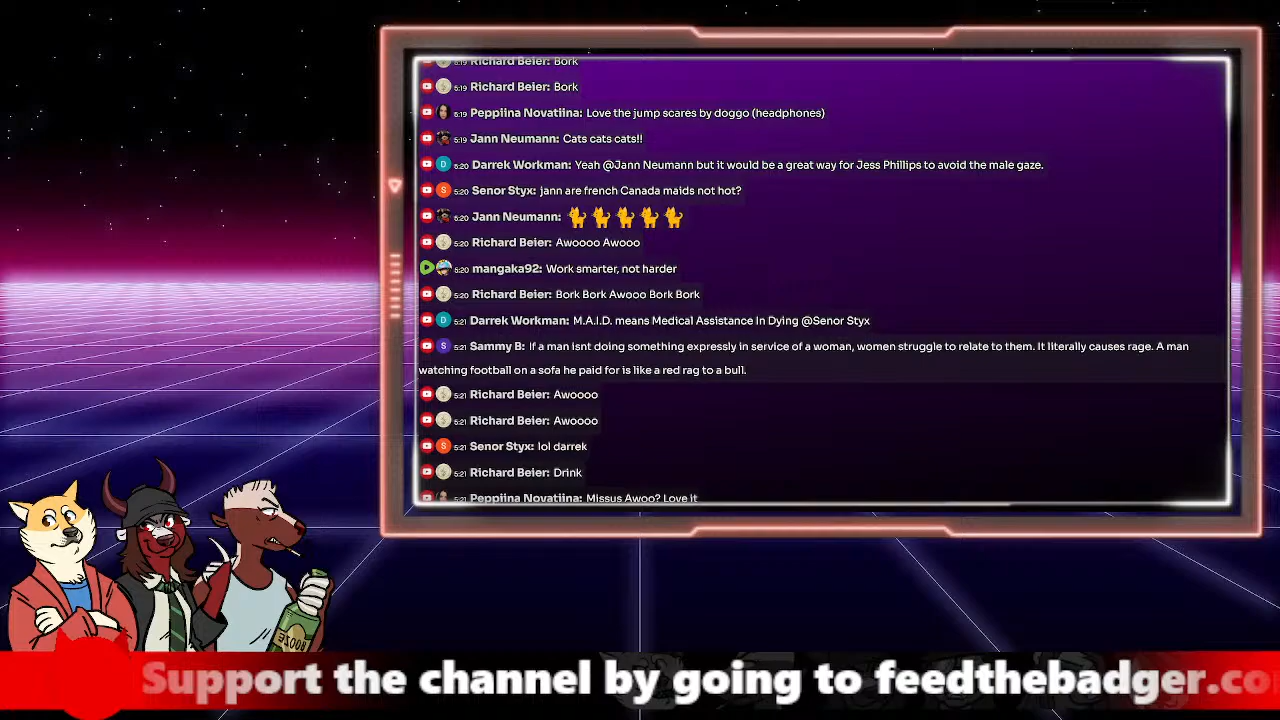 5:19 Richard Beier: Bork
5:19 Richard Beier: Bork
5:19 Peppiina Novatiina: Love the jump scares by doggo (headphones)
5:19 Jann Neumann: Cats cats cats!!
D 5:20 Darrek Workman: Yeah @Jann Neumann but it would be a great way for Jess Phillips to avoid the male gaze.
S 5:20 Senor Styx: jann are french Canada maids not hot?
5:20 Jann Neumann: 🐈🐈🐈🐈🐈
5:20 Richard Beier: Awoooo Awooo
5:20 mangaka92: Work smarter, not harder
5:20 Richard Beier: Bork Bork Awooo Bork Bork
D 5:21 Darrek Workman: M.A.I.D. means Medical Assistance In Dying @Senor Styx
S 5:21 Sammy B: If a man isnt doing something expressly in service of a woman, women struggle to relate to them. It literally causes rage. A man
watching football on a sofa he paid for is like a red rag to a bull.
5:21 Richard Beier: Awoooo
5:21 Richard Beier: Awoooo
S 5:21 Senor Styx: lol darrek
5:21 Richard Beier: Drink
5:21 Peppiina Novatiina: Missus Awoo? Love it
BOOZE
Support the channel by going to feedthebadger.co